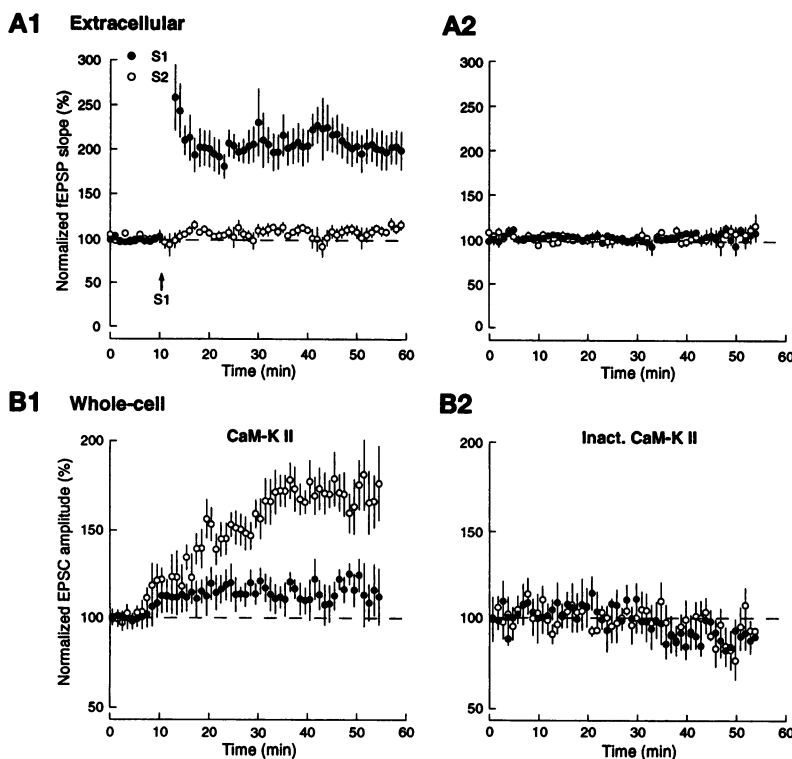 A1 Extracellular
A2
S1
S2
Normalized fEPSP slope (%)
300
250
200
150
100
50
0
S1
0 10 20 30 40 50 60
Time (min)
300
250
200
150
100
50
0
0 10 20 30 40 50 60
Time (min)
B1 Whole-cell
B2
CaM-K II
Normalized EPSC amplitude (%)
200
150
100
50
0 10 20 30 40 50 60
Time (min)
Inact. CaM-K II
200
150
100
50
0 10 20 30 40 50 60
Time (min)